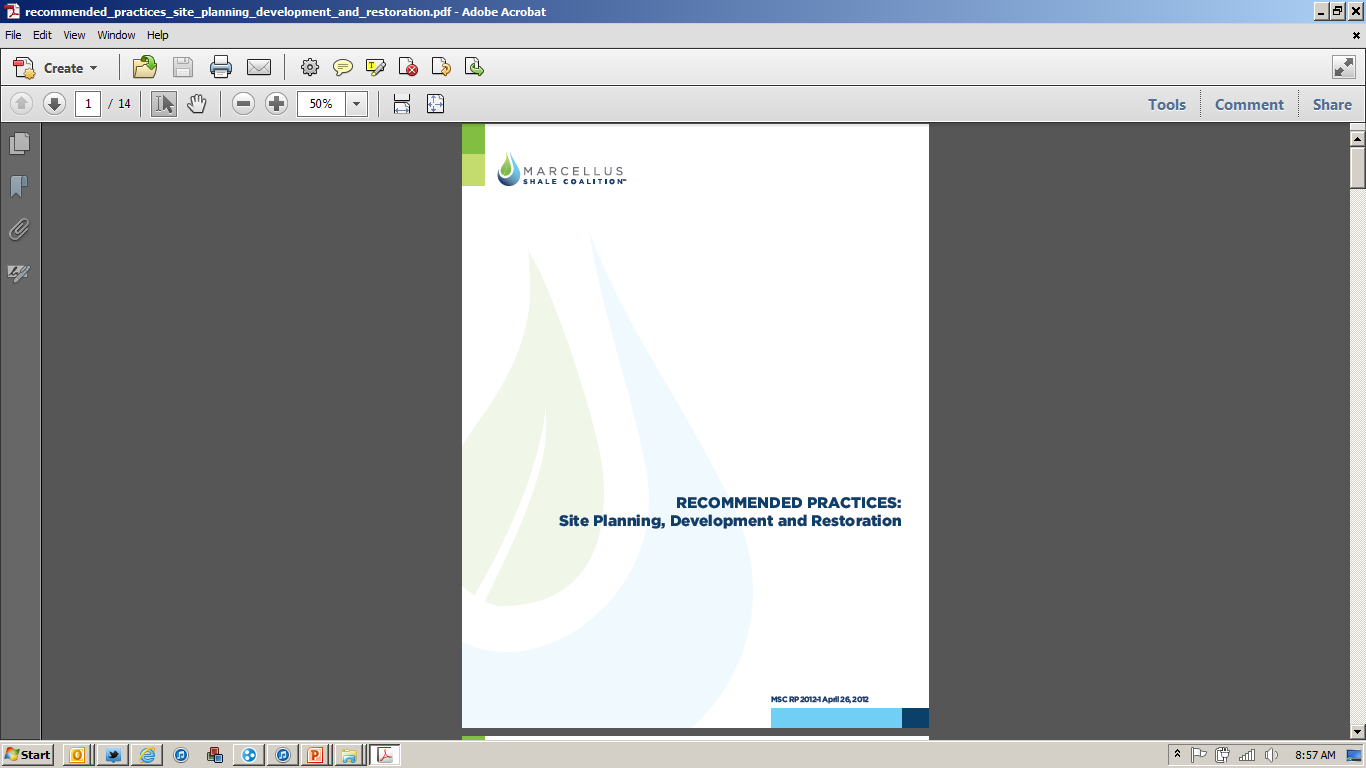 recommended_practices_site_planning_development_and_restoration.pdf - Adobe Acrobat
File Edit View Window Help
Create
1 / 14 50% Tools Comment Share
MARCELLUS
SHALE COALITION™
RECOMMENDED PRACTICES:
Site Planning, Development and Restoration
MSC RP 2012-1 April 26, 2012
Start 8:57 AM